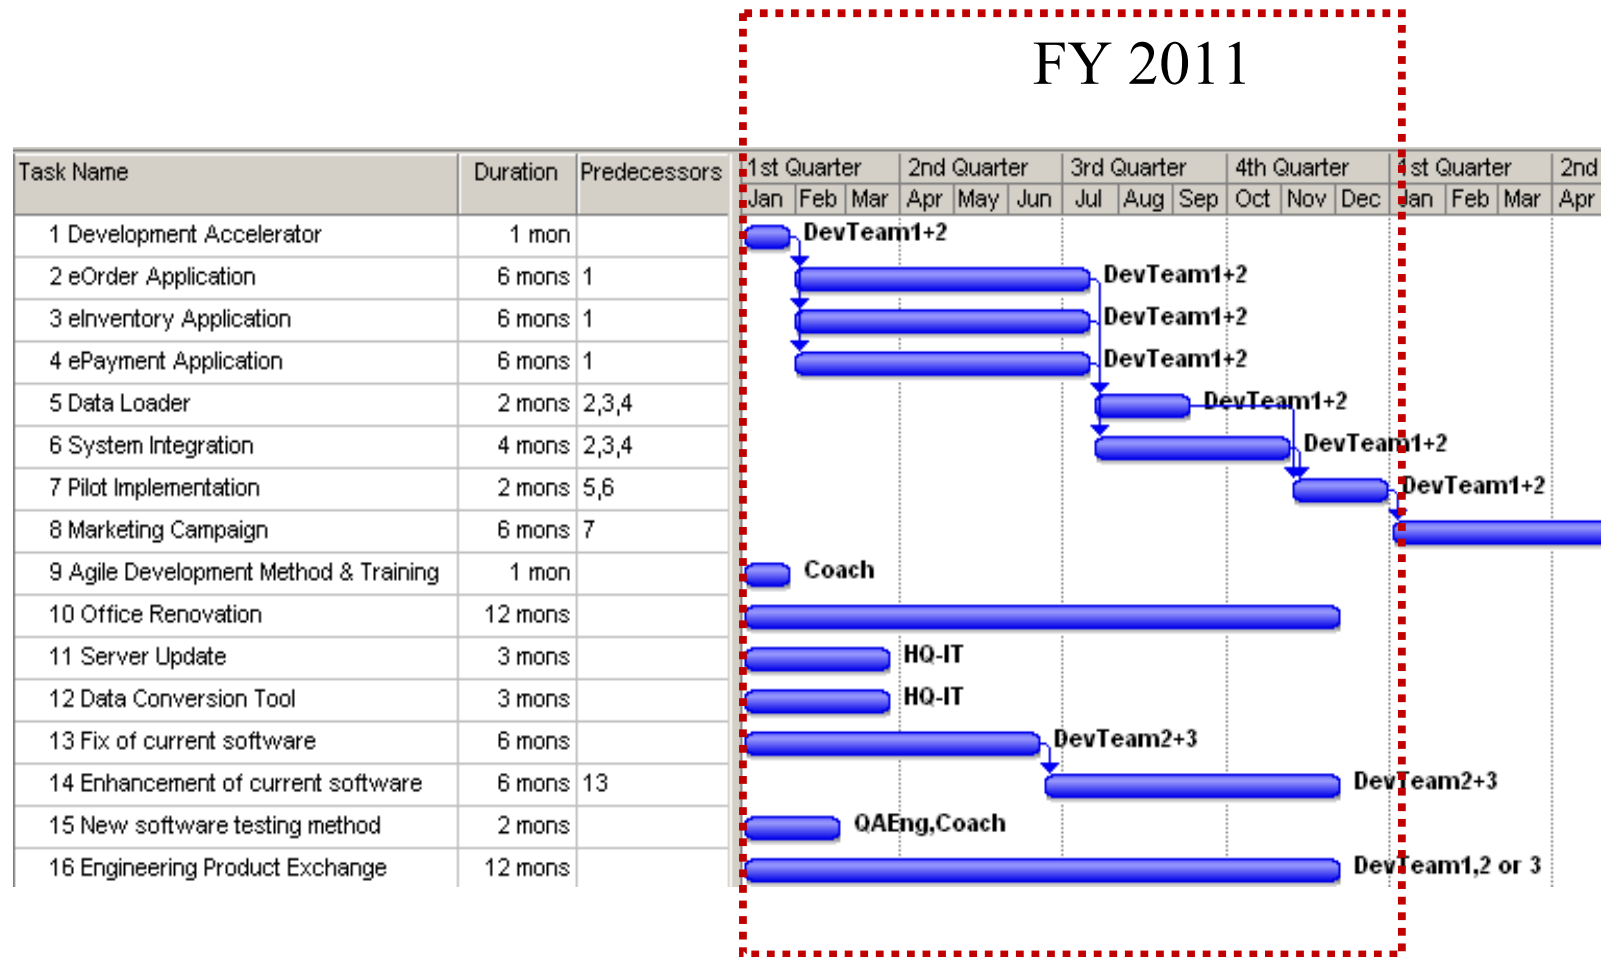 FY 2011
Task Name Duration Predecessors 1st Quarter 2nd Quarter 3rd Quarter 4th Quarter 1st Quarter 2nd
Jan Feb Mar Apr May Jun Jul Aug Sep Oct Nov Dec Jan Feb Mar Apr
1 Development Accelerator 1 mon DevTeam1+2
2 eOrder Application 6 mons 1 DevTeam1+2
3 eInventory Application 6 mons 1 DevTeam1+2
4 ePayment Application 6 mons 1 DevTeam1+2
5 Data Loader 2 mons 2,3,4 DevTeam1+2
6 System Integration 4 mons 2,3,4 DevTeam1+2
7 Pilot Implementation 2 mons 5,6 DevTeam1+2
8 Marketing Campaign 6 mons 7
9 Agile Development Method & Training 1 mon Coach
10 Office Renovation 12 mons
11 Server Update 3 mons HQ-IT
12 Data Conversion Tool 3 mons HQ-IT
13 Fix of current software 6 mons DevTeam2+3
14 Enhancement of current software 6 mons 13 DevTeam2+3
15 New software testing method 2 mons QAEng,Coach
16 Engineering Product Exchange 12 mons DevTeam1,2 or 3